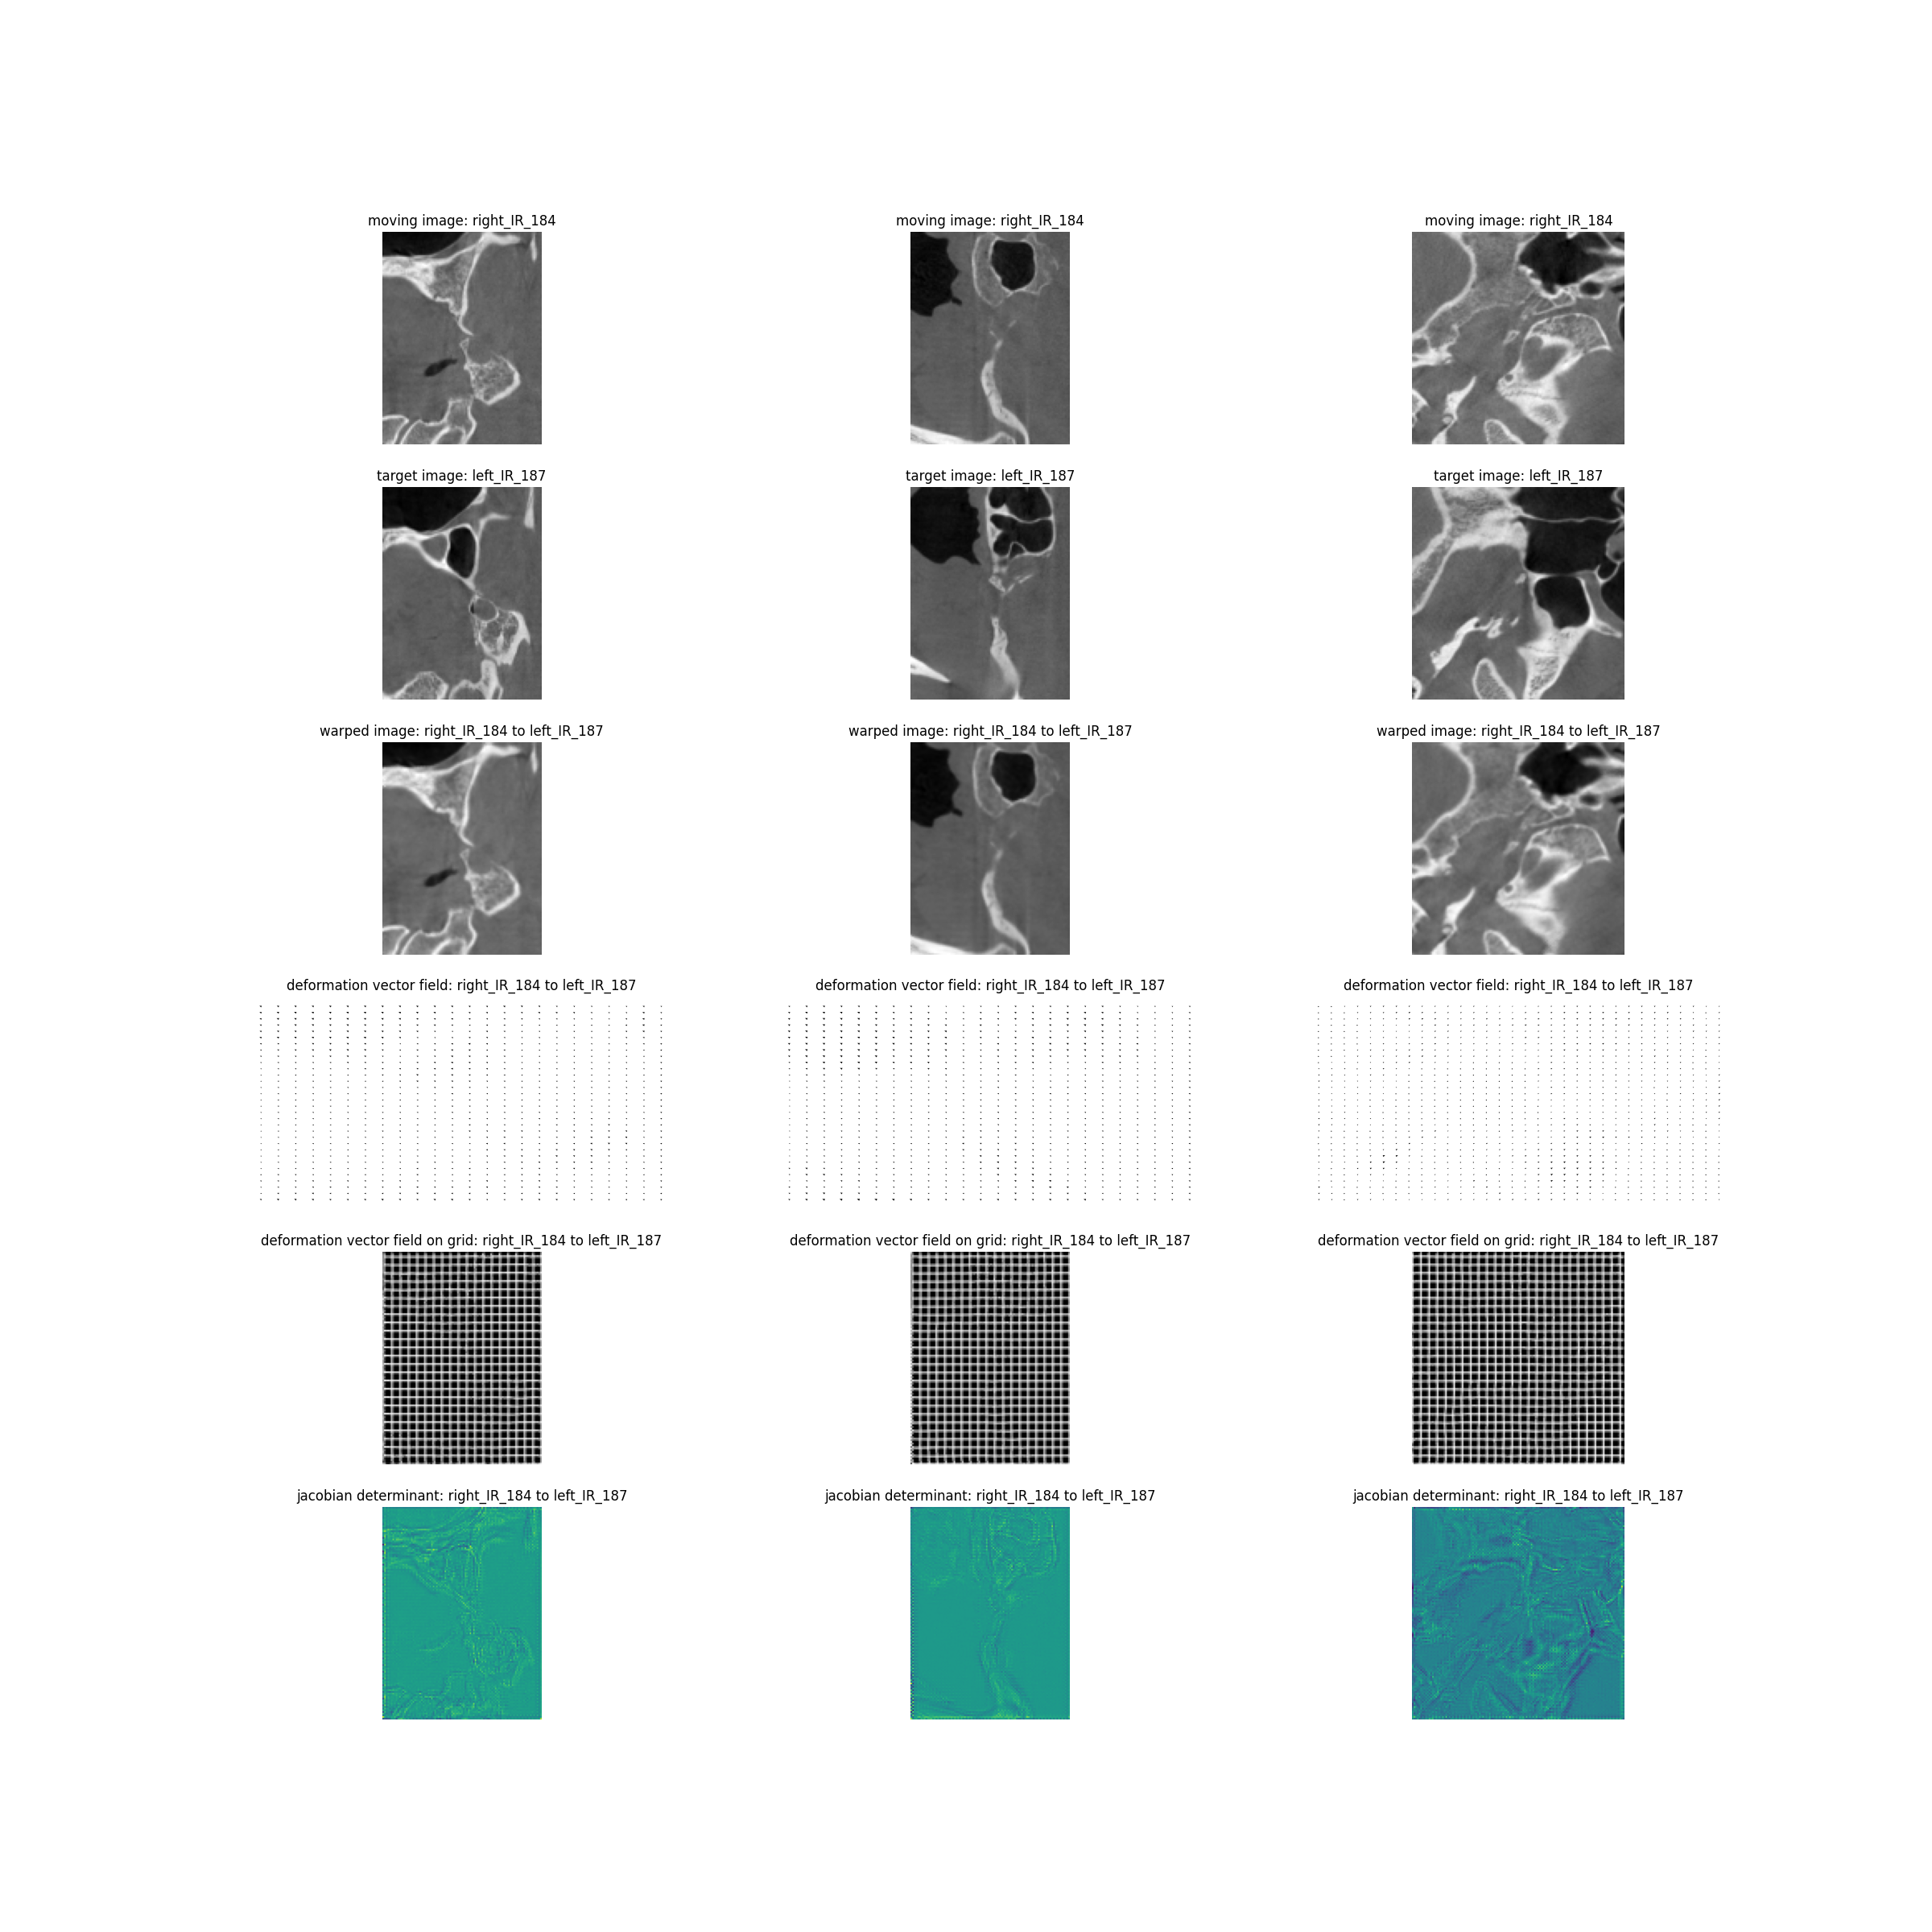 moving image: right_IR_184
moving image: right_IR_184
moving image: right_IR_184
target image: left_IR_187
target image: left_IR_187
target image: left_IR_187
warped image: right_IR_184 to left_IR_187
warped image: right_IR_184 to left_IR_187
warped image: right_IR_184 to left_IR_187
deformation vector field: right_IR_184 to left_IR_187
deformation vector field: right_IR_184 to left_IR_187
deformation vector field: right_IR_184 to left_IR_187
deformation vector field on grid: right_IR_184 to left_IR_187
deformation vector field on grid: right_IR_184 to left_IR_187
deformation vector field on grid: right_IR_184 to left_IR_187
jacobian determinant: right_IR_184 to left_IR_187
jacobian determinant: right_IR_184 to left_IR_187
jacobian determinant: right_IR_184 to left_IR_187